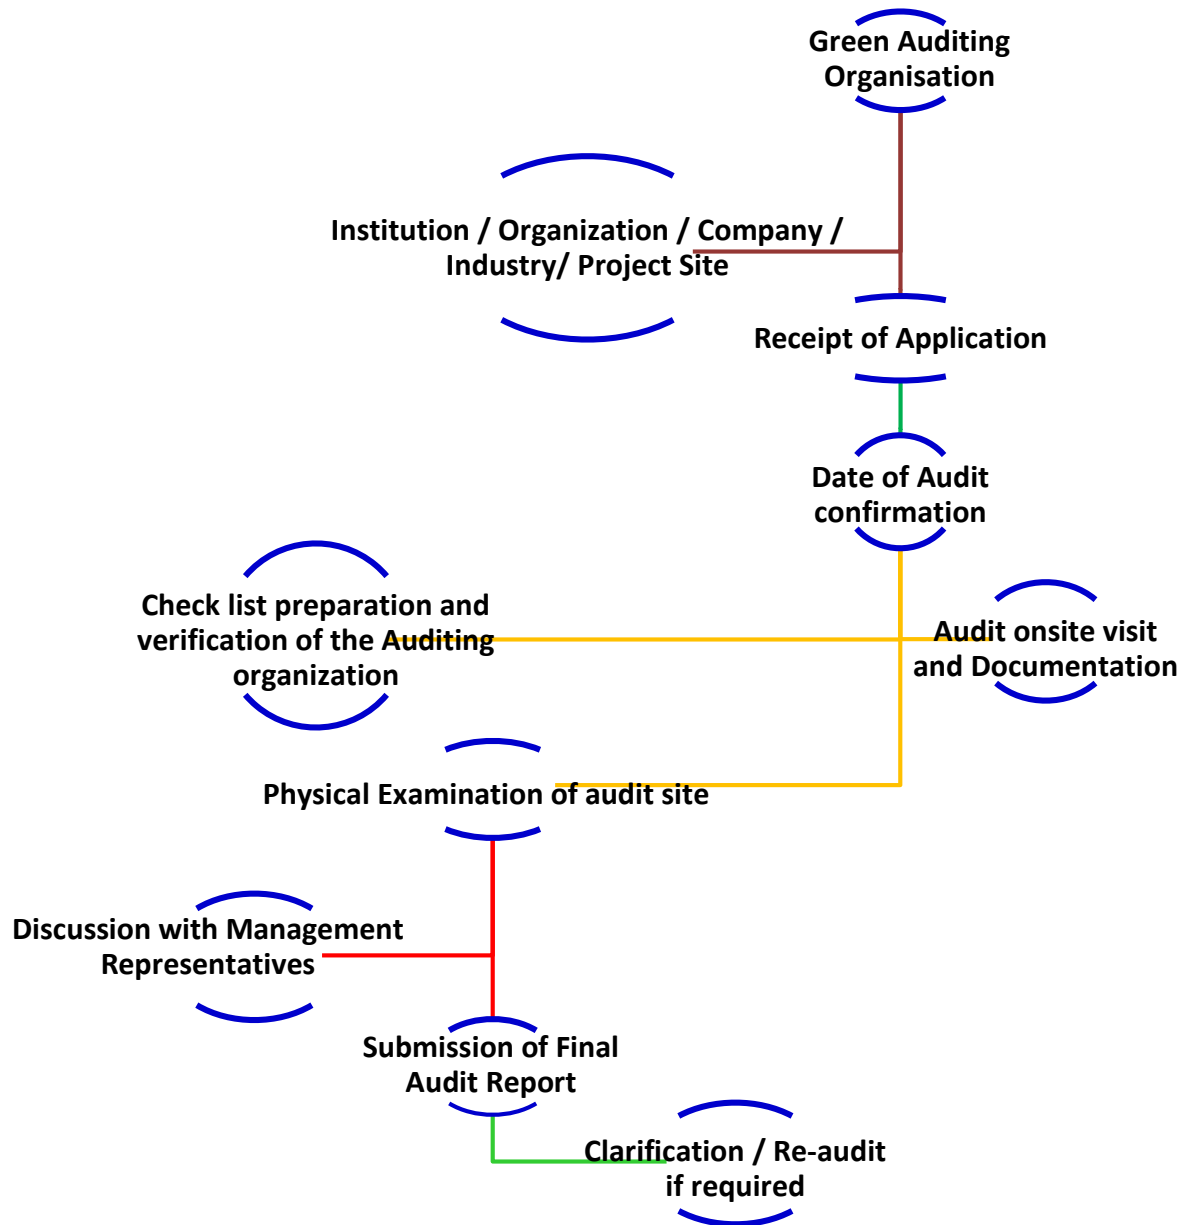 Green Auditing
Organisation
Institution / Organization / Company /
Industry/ Project Site
Receipt of Application
Date of Audit
confirmation
Check list preparation and
verification of the Auditing
organization
Audit onsite visit
and Documentation
Physical Examination of audit site
Discussion with Management
Representatives
Submission of Final
Audit Report
Clarification / Re-audit
if required